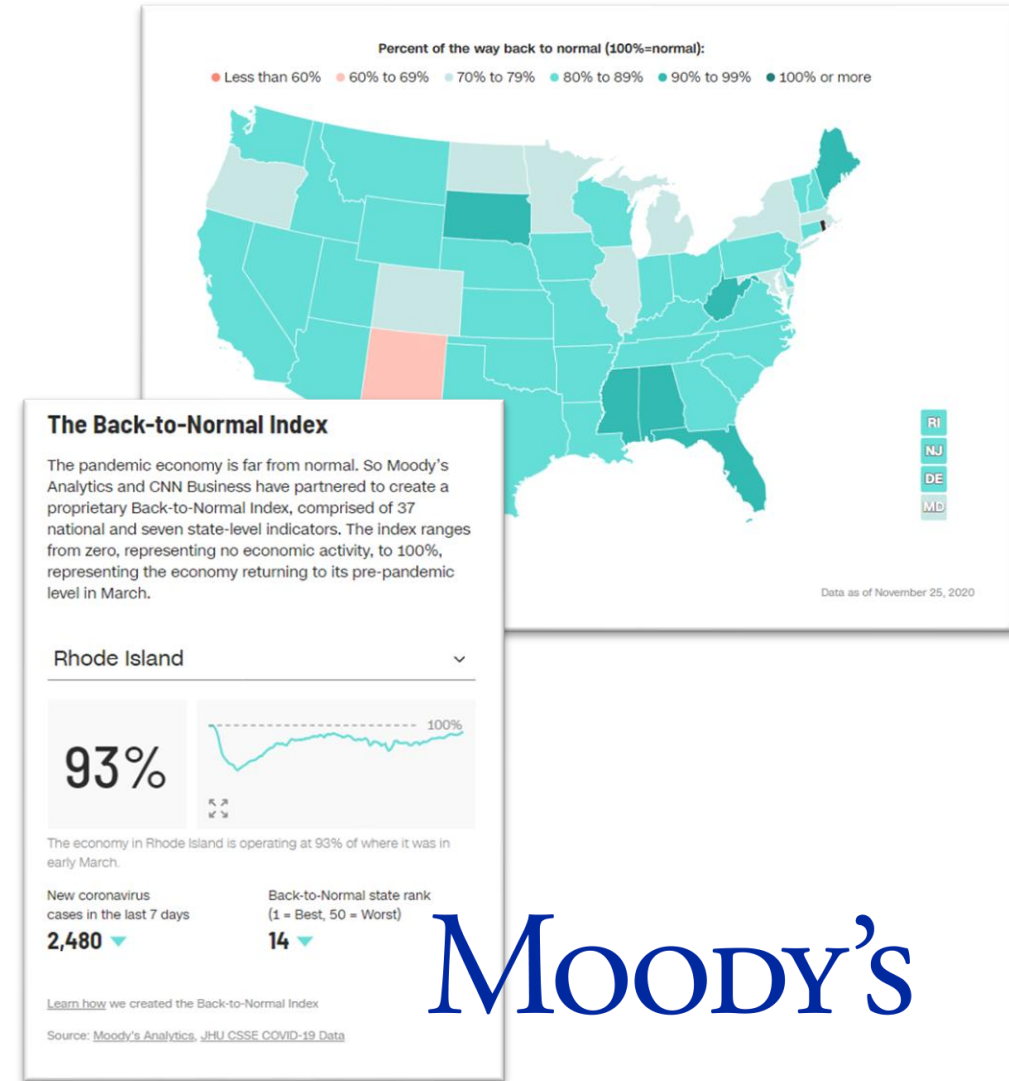 Percent of the way back to normal (100%=normal):
Less than 60% 60% to 69% 70% to 79% 80% to 89% 90% to 99% 100% or more
RI
NJ
DE
MD
Data as of November 25, 2020
The Back-to-Normal Index
The pandemic economy is far from normal. So Moody's
Analytics and CNN Business have partnered to create a
proprietary Back-to-Normal Index, comprised of 37
national and seven state-level indicators. The index ranges
from zero, representing no economic activity, to 100%,
representing the economy returning to its pre-pandemic
level in March.
Rhode Island
93%
100%
The economy in Rhode Island is operating at 93% of where it was in
early March.
New coronavirus
cases in the last 7 days
2,480
Back-to-Normal state rank
(1 = Best, 50 = Worst)
14
Learn how we created the Back-to-Normal Index
Source: Moody's Analytics, JHU CSSE COVID-19 Data
MOODY'S